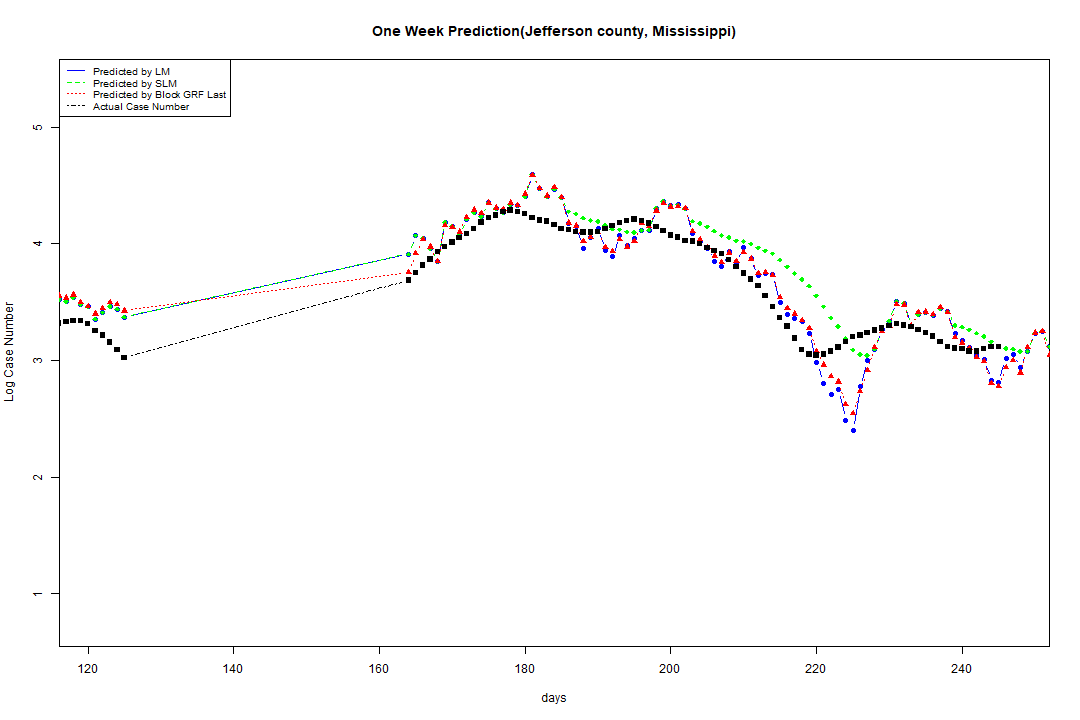 One Week Prediction(Jefferson county, Mississippi)
Predicted by LM
Predicted by SLM
Predicted by Block GRF Last
Actual Case Number
5
4
3
2
1
Log Case Number
120 140 160 180 200 220 240
days